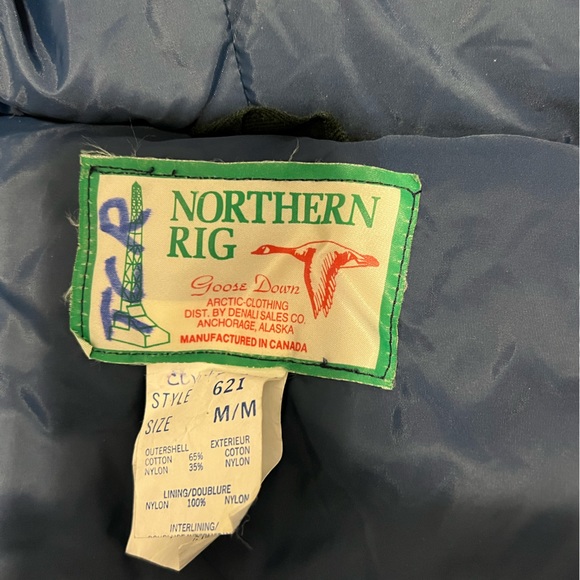 TCR
NORTHERN
RIG
Goose Down
ARCTIC-CLOTHING
DIST. BY DENALI SALES CO.
ANCHORAGE, ALASKA
MANUFACTURED IN CANADA
STYLE 621
SIZE M/M
OUTERSHELL EXTERIEUR
COTTON 65% COTON
NYLON 35% NYLON
LINING/DOUBLURE
NYLON 100% NYLON
INTERLINING/